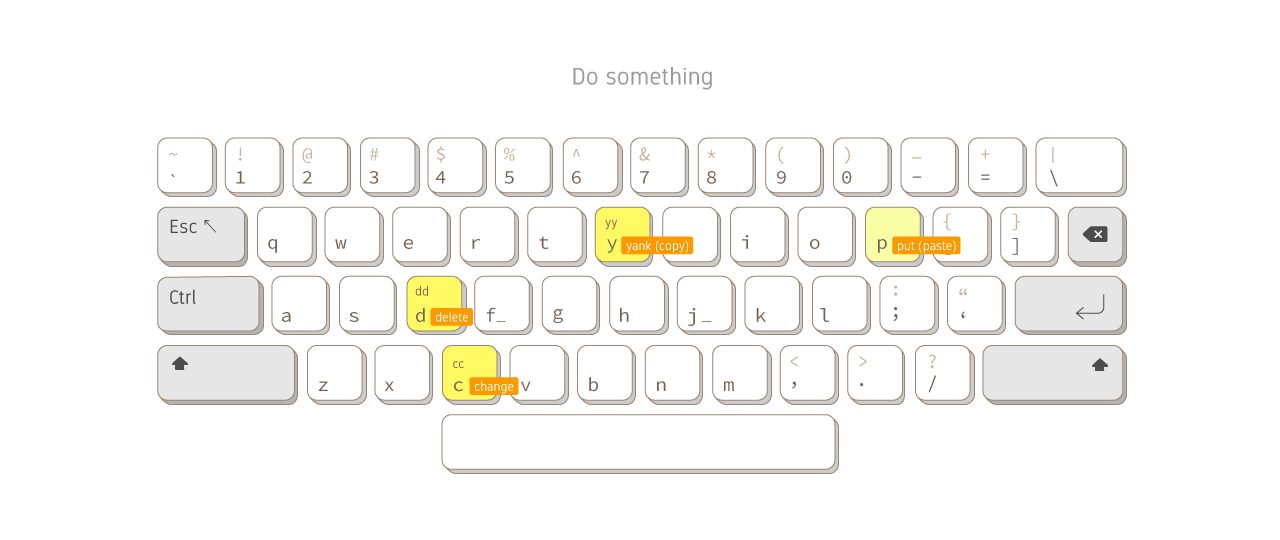 Do something
~ ! @ # $ % ^ & * ( ) _ + |
` 1 2 3 4 5 6 7 8 9 0 - = \
Esc ↖ yy { }
q w e r t y yank (copy) i o p put (paste) ]
Ctrl dd : “
a s d delete f_ g h j_ k l ; ‘
cc < > ?
z x c change v b n m , . /